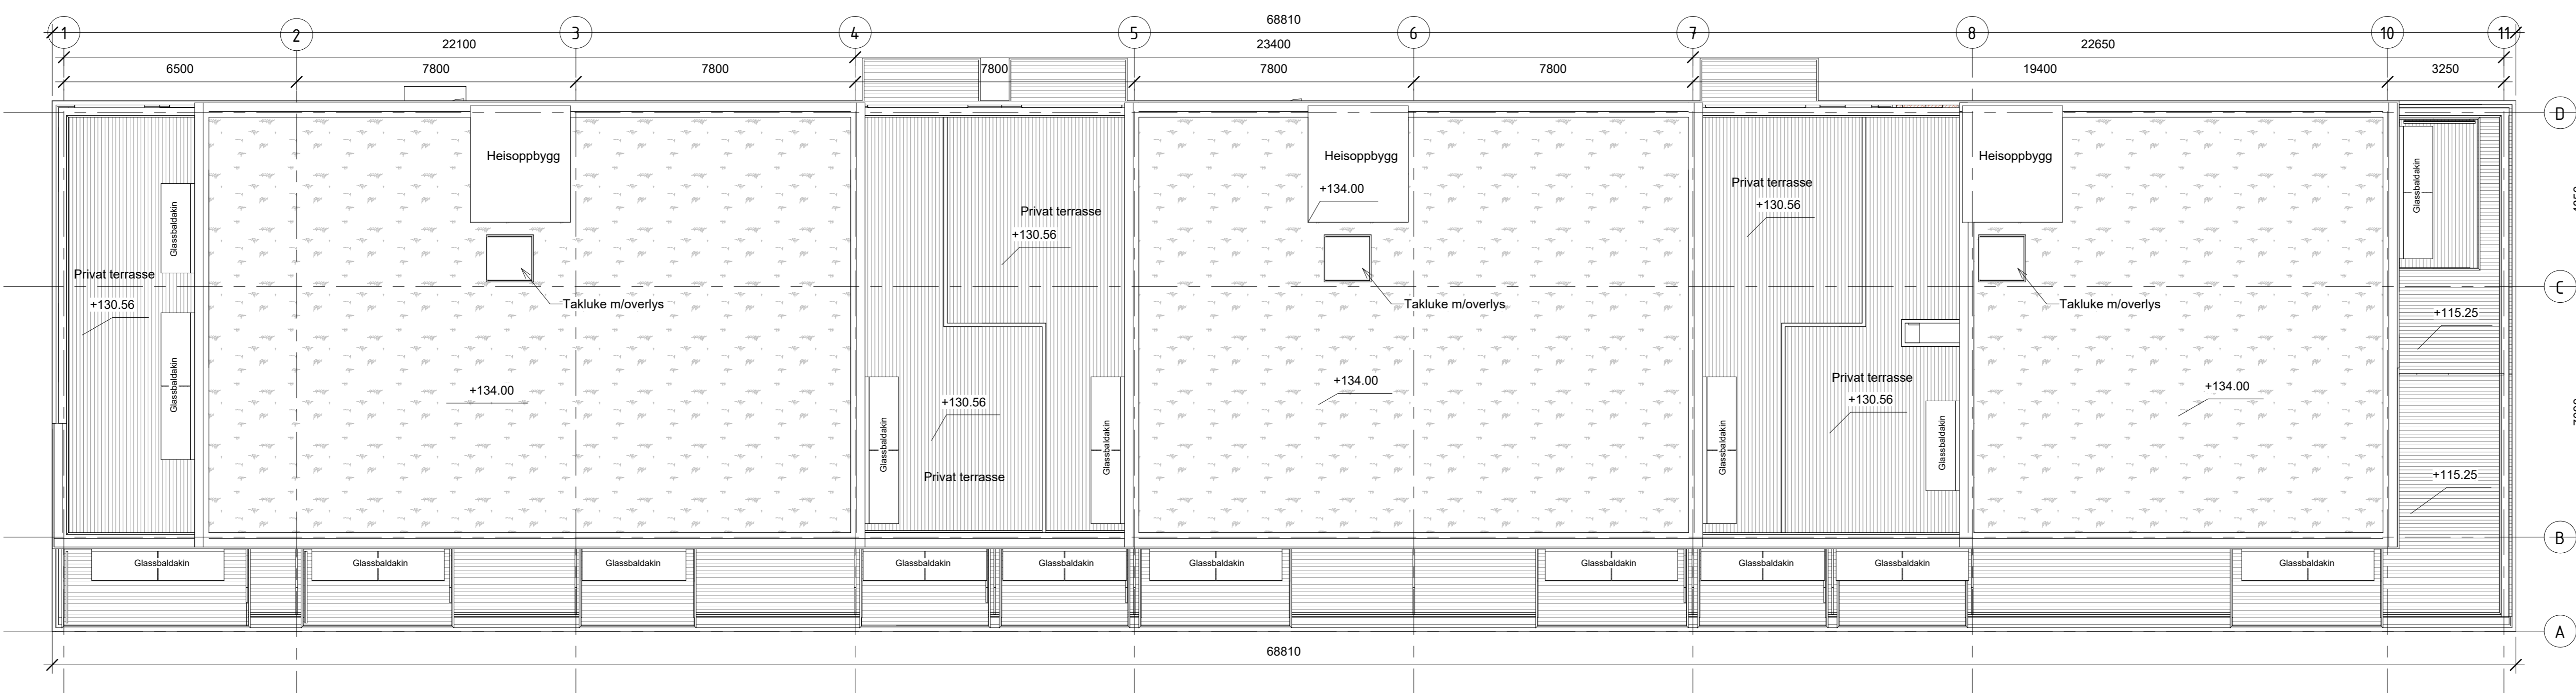 68810
1
2
3
4
5
6
7
8
10
11
22100
23400
22650
6500
7800
7800
7800
7800
7800
19400
3250
D
Heisoppbygg
Heisoppbygg
Heisoppbygg
Glassbaldakin
Privat terrasse
+130.56
+134.00
Privat terrasse
+130.56
Glassbaldakin
Privat terrasse
+130.56
Takluke m/overlys
Takluke m/overlys
Takluke m/overlys
C
+115.25
Glassbaldakin
+134.00
+130.56
Privat terrasse
Glassbaldakin
Glassbaldakin
+134.00
Glassbaldakin
Privat terrasse
+130.56
Glassbaldakin
+134.00
+115.25
B
Glassbaldakin
Glassbaldakin
Glassbaldakin
Glassbaldakin
Glassbaldakin
Glassbaldakin
Glassbaldakin
Glassbaldakin
Glassbaldakin
Glassbaldakin
A
68810